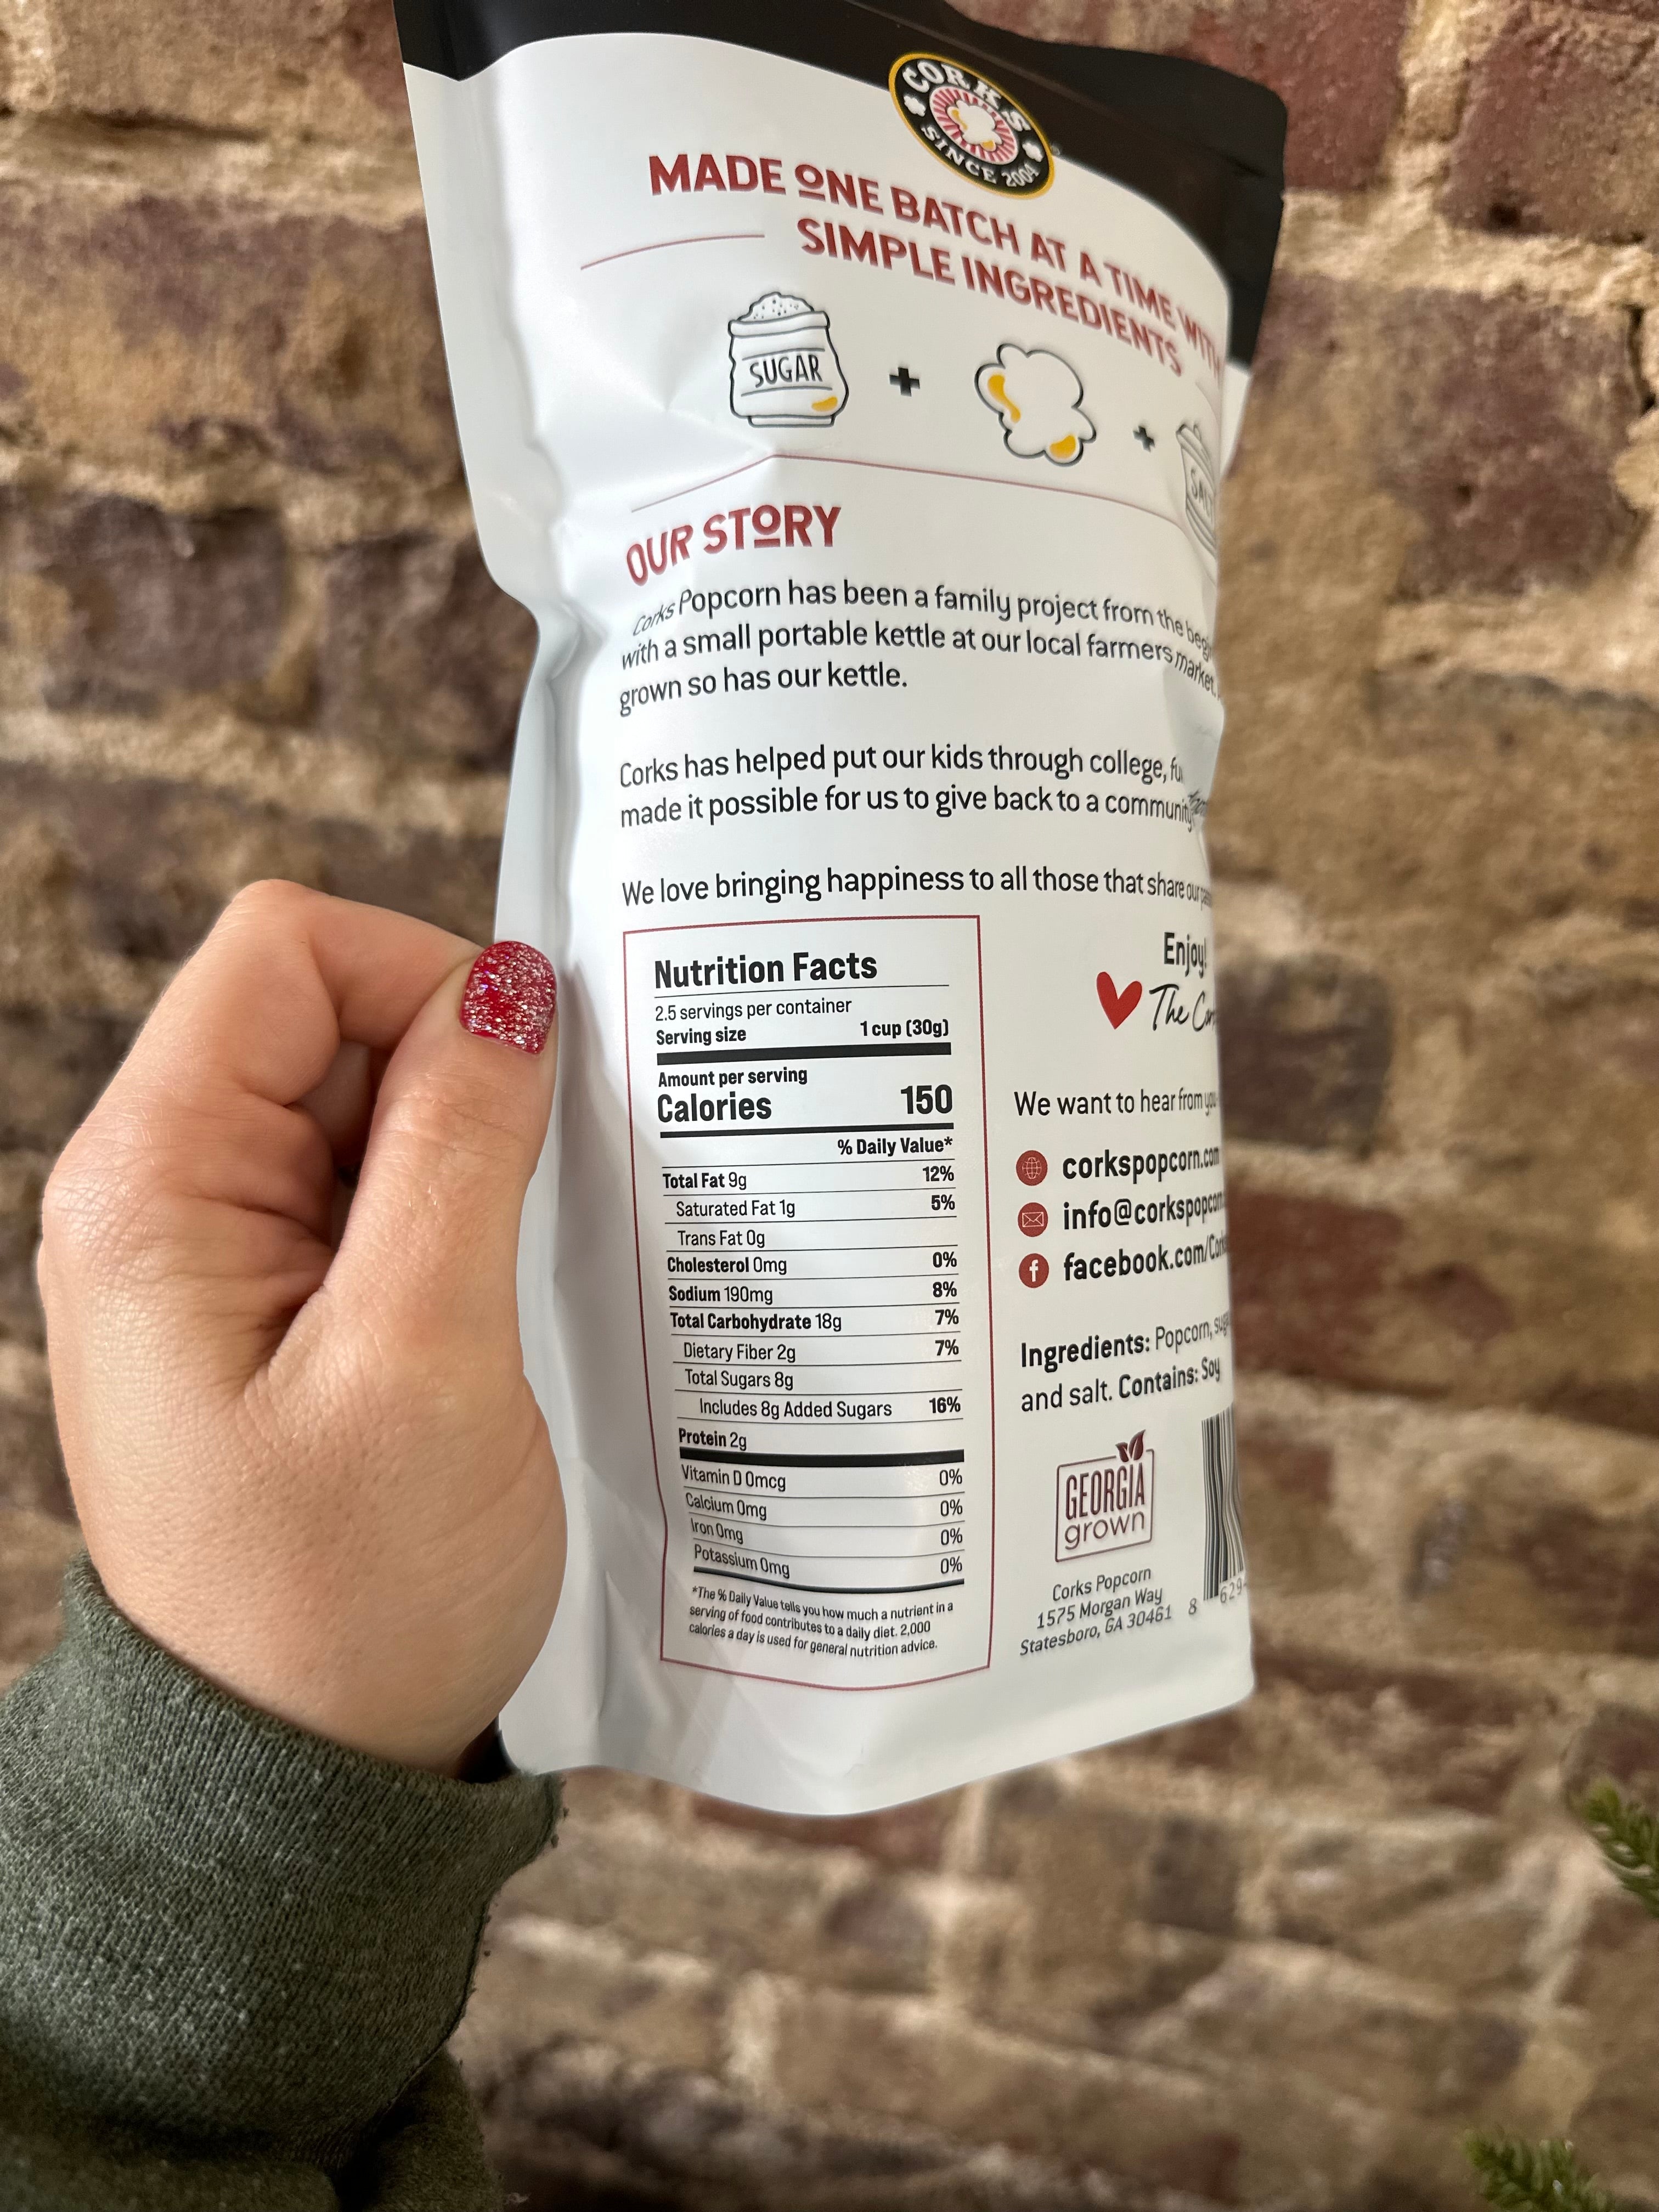 CORKS
SINCE 2004
MADE ONE BATCH AT A TIME WITH
SIMPLE INGREDIENTS
SUGAR
+
+
SALT
OUR STORY
Corks Popcorn has been a family project from the
with a small portable kettle at our local farmers market.
grown so has our kettle.
Corks has helped put our kids through college,
made it possible for us to give back to a
We love bringing happiness to all those that share our
Nutrition Facts
2.5 servings per container
Serving size 1 cup (30g)
Amount per serving
Calories 150
% Daily Value*
Total Fat 9g 12%
Saturated Fat 1g 5%
Trans Fat 0g
Cholesterol 0mg 0%
Sodium 190mg 8%
Total Carbohydrate 18g 7%
Dietary Fiber 2g 7%
Total Sugars 8g
Includes 8g Added Sugars 16%
Protein 2g
Vitamin D 0mcg 0%
Calcium 0mg 0%
Iron 0mg 0%
Potassium 0mg 0%
*The % Daily Value tells you how much a nutrient in a
serving of food contributes to a daily diet. 2,000
calories a day is used for general nutrition advice.
Enjoy!
The
We want to hear from
corkspopcorn.com
info@corkspopcorn
facebook.com/
Ingredients: Popcorn,
and salt. Contains: Soy
GEORGIA
grown
Corks Popcorn
1575 Morgan Way
Statesboro, GA 30461
8 629